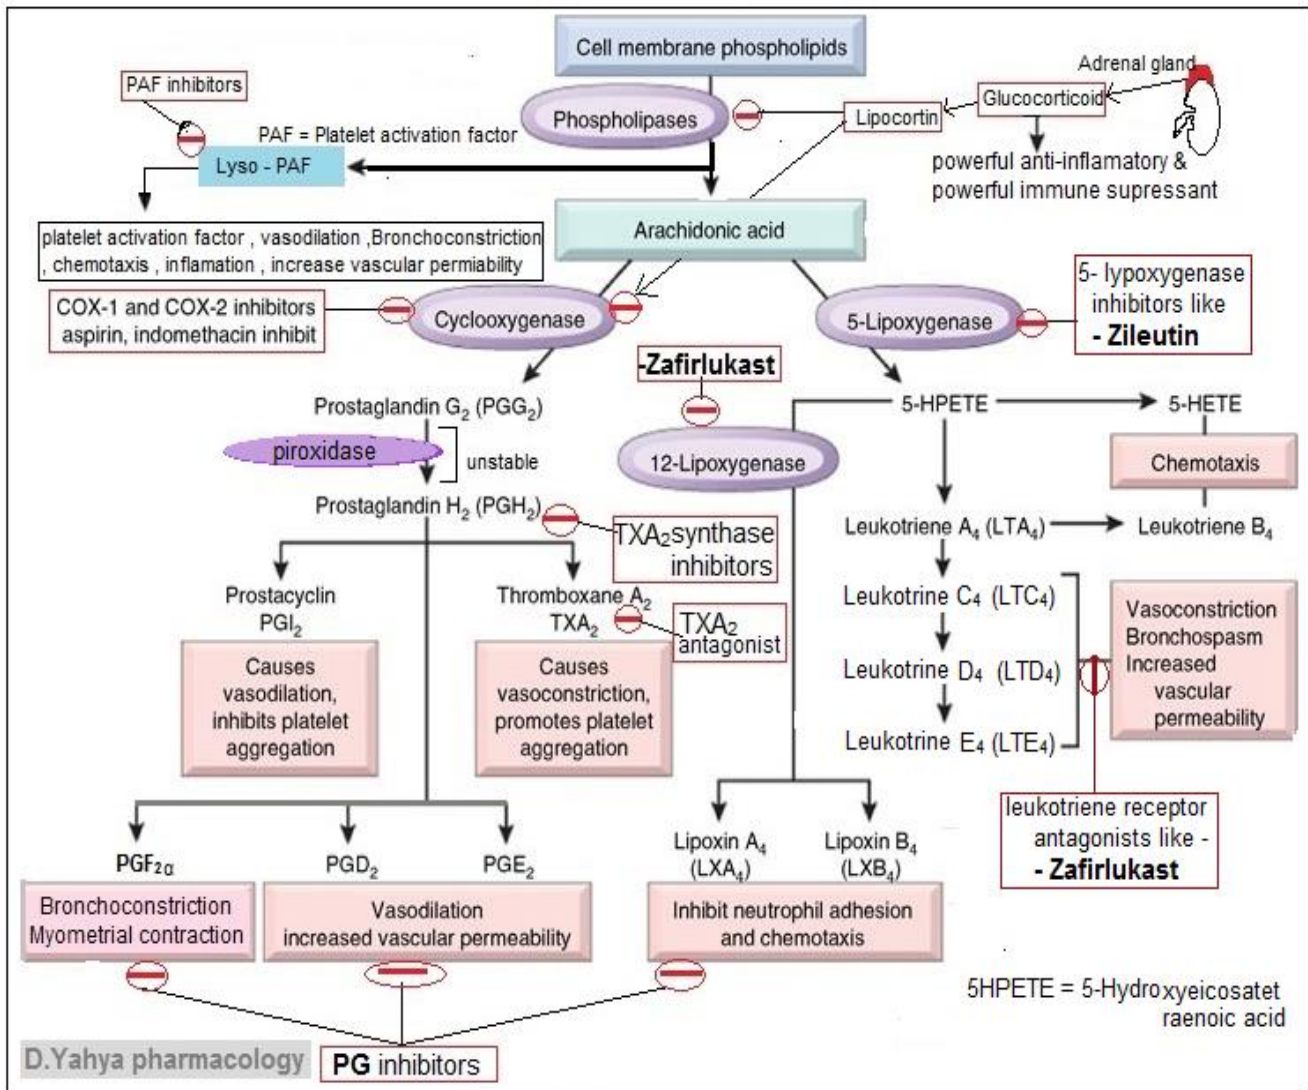 Cell membrane phospholipids
Adrenal gland
PAF inhibitors
Glucocorticoid
Phospholipases
Lipocortin
PAF = Platelet activation factor
Lyso - PAF
powerful anti-inflamatory &
powerful immune supressant
Arachidonic acid
platelet activation factor , vasodilation ,Bronchoconstriction
, chemotaxis , inflamation , increase vascular permiability
5- lypoxygenase
inhibitors like
- Zileutin
COX-1 and COX-2 inhibitors
aspirin, indomethacin inhibit
Cyclooxygenase
5-Lipoxygenase
-Zafirlukast
Prostaglandin G₂ (PGG₂)
5-HPETE
5-HETE
piroxidase
unstable
12-Lipoxygenase
Chemotaxis
Prostaglandin H₂ (PGH₂)
Leukotriene A₄ (LTA₄)
Leukotriene B₄
TXA₂synthase
inhibitors
Prostacyclin
PGI₂
Thromboxane A₂
TXA₂
TXA₂
antagonist
Leukotrine C₄ (LTC₄)
Leukotrine D₄ (LTD₄)
Leukotrine E₄ (LTE₄)
Vasoconstriction
Bronchospasm
Increased
vascular
permeability
Causes
vasodilation,
inhibits platelet
aggregation
Causes
vasoconstriction,
promotes platelet
aggregation
leukotriene receptor
antagonists like -
- Zafirlukast
PGF₂α
PGD₂
PGE₂
Lipoxin A₄
(LXA₄)
Lipoxin B₄
(LXB₄)
Bronchoconstriction
Myometrial contraction
Vasodilation
increased vascular permeability
Inhibit neutrophil adhesion
and chemotaxis
5HPETE = 5-Hydroxyeicosatet
raenoic acid
D.Yahya pharmacology
PG inhibitors